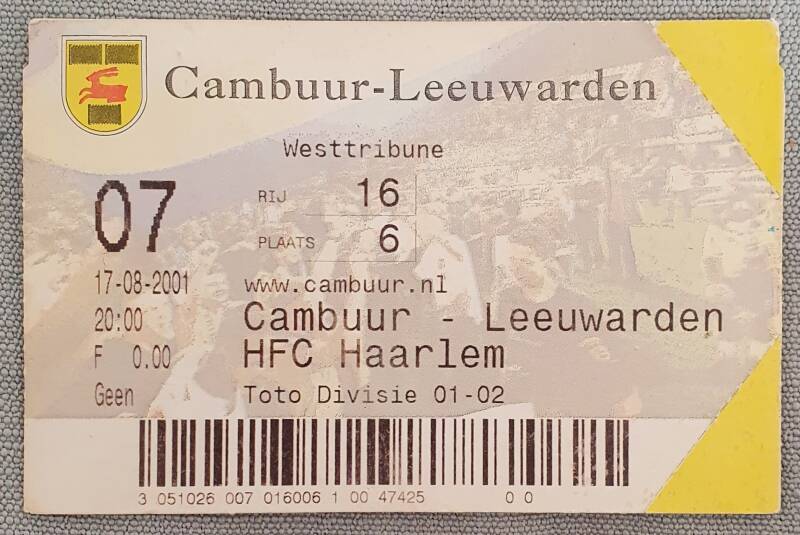 Cambuur-Leeuwarden
Westtribune
07
RIJ 16
PLAATS 6
17-08-2001 www.cambuur.nl
20:00 Cambuur - Leeuwarden
F 0.00 HFC Haarlem
Geen Toto Divisie 01-02
3 051026 007 016006 1 00 47425 0 0